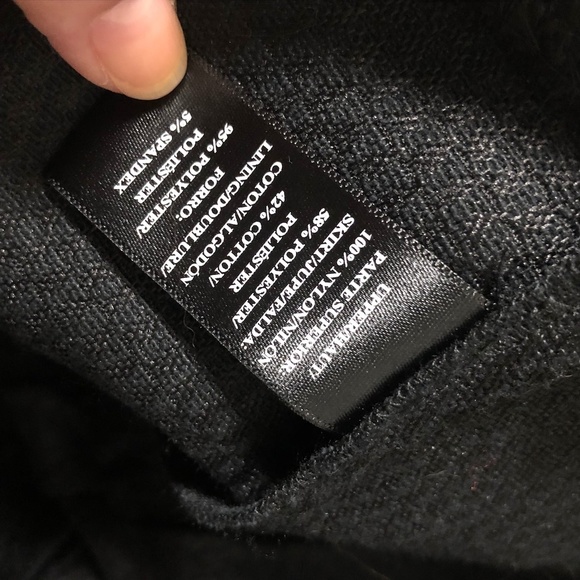 UPPER/HAUT/
PARTE SUPERIOR
100% NYLON/NILON
SKIRT/JUPE/FALDA
58% POLYESTER/
POLIESTER
42% COTTON/
COTON/ALGODÓN
LINING/DOUBLURE/
FORRO:
95% POLYESTER/
POLIESTER
5% SPANDEX